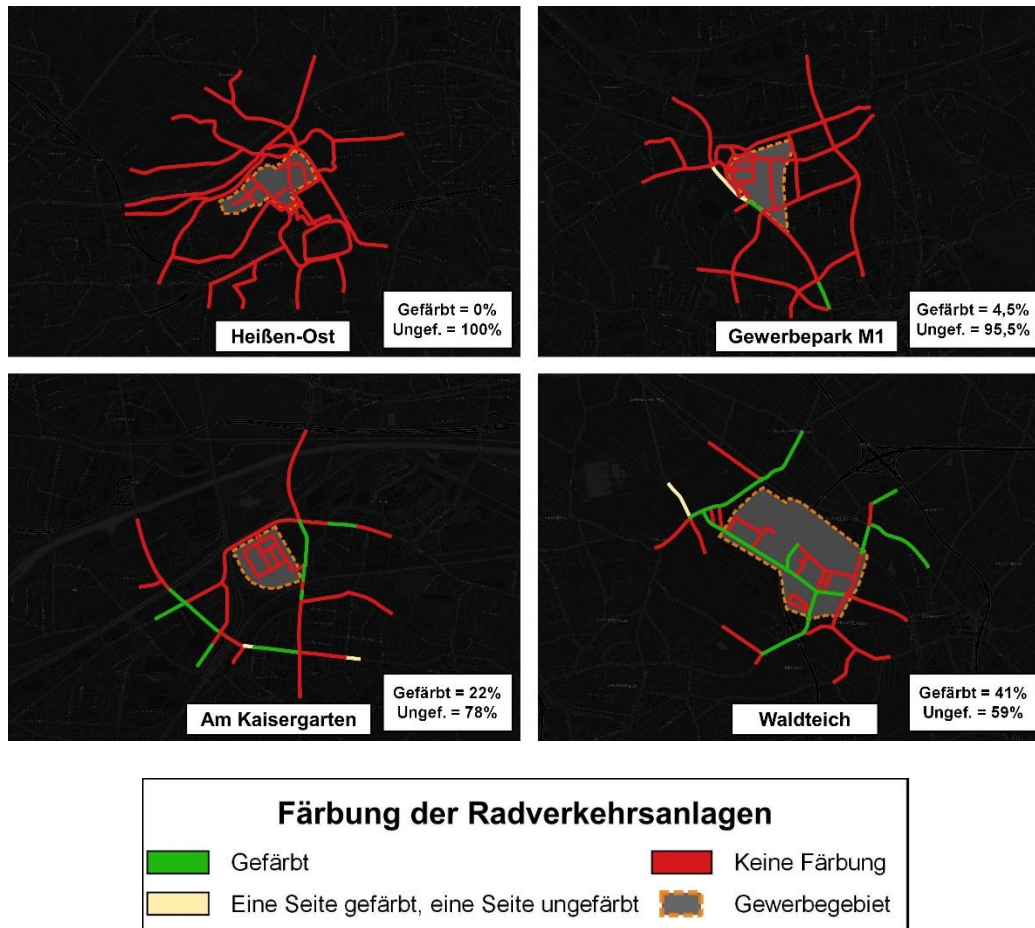 Gefärbt = 0%
Ungef. = 100%
Heißen-Ost
Gefärbt = 4,5%
Ungef. = 95,5%
Gewerbepark M1
Gefärbt = 22%
Ungef. = 78%
Am Kaisergarten
Gefärbt = 41%
Ungef. = 59%
Waldteich
Färbung der Radverkehrsanlagen
Gefärbt
Keine Färbung
Eine Seite gefärbt, eine Seite ungefärbt
Gewerbegebiet